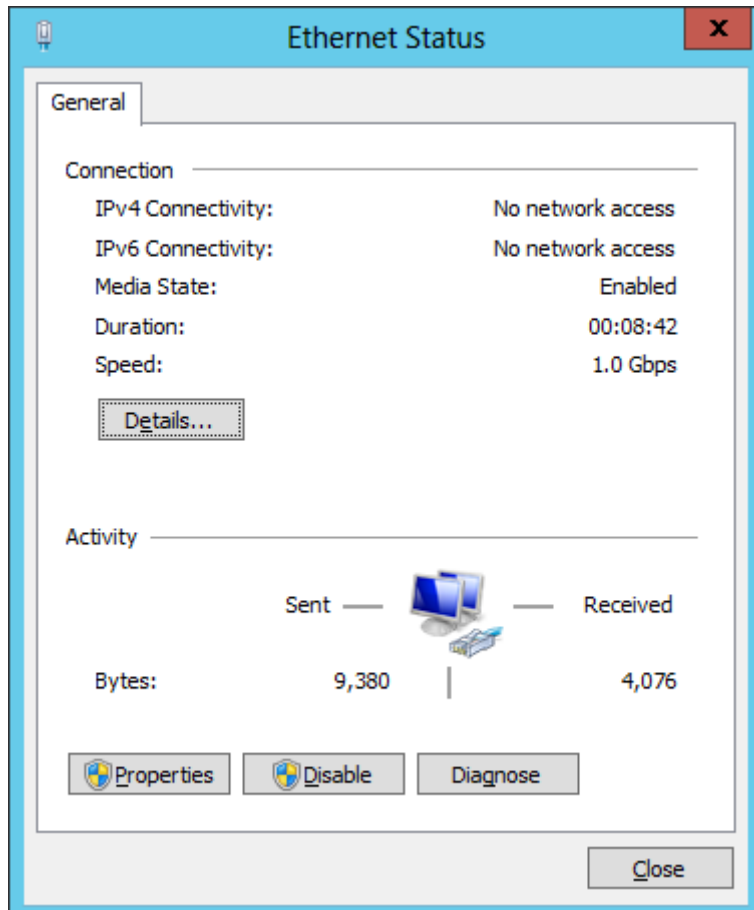 Ethernet Status
x
General
Connection
IPv4 Connectivity: No network access
IPv6 Connectivity: No network access
Media State: Enabled
Duration: 00:08:42
Speed: 1.0 Gbps
Details...
Activity
Sent Received
Bytes: 9,380 4,076
Properties Disable Diagnose
Close